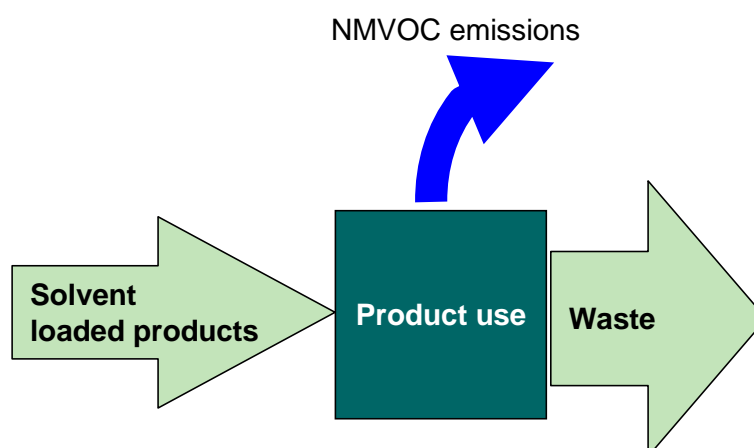 NMVOC emissions
Solvent
loaded products
Product use
Waste